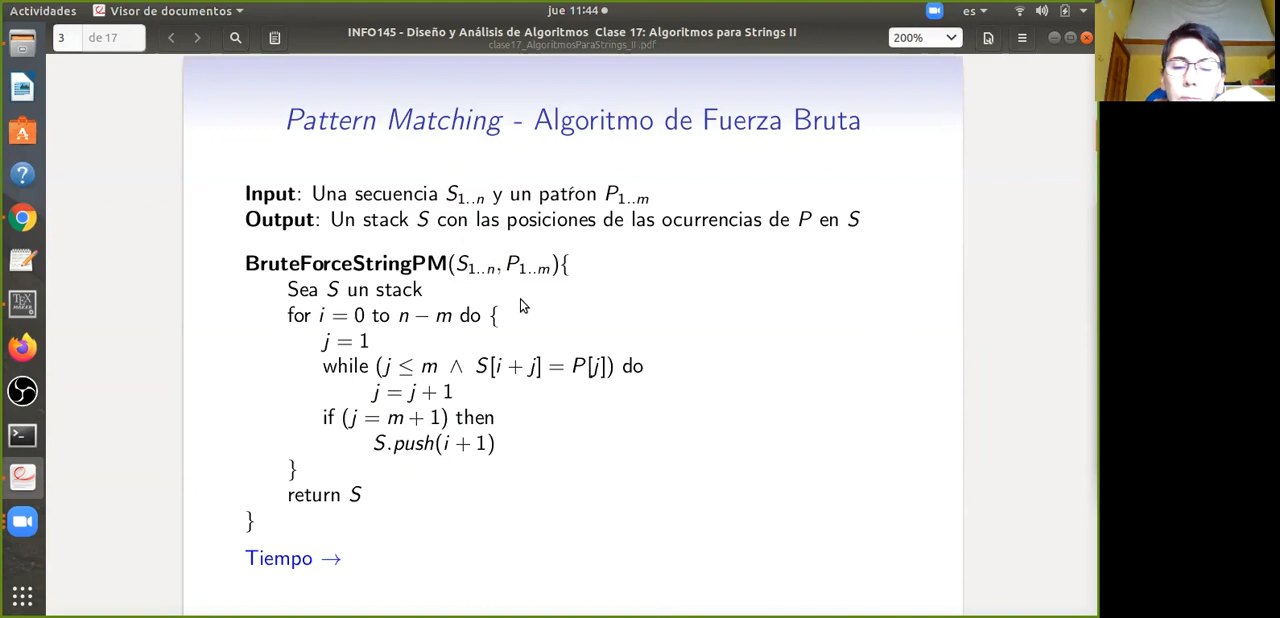 Actividades Visor de documentos jue 11:44 es
3 de 17 INFO145 - Diseño y Análisis de Algoritmos Clase 17: Algoritmos para Strings II 200%
clase17_AlgoritmosParaStrings_II.pdf
Pattern Matching - Algoritmo de Fuerza Bruta
Input: Una secuencia S1..n y un patŕon P1..m
Output: Un stack S con las posiciones de las ocurrencias de P en S
BruteForceStringPM(S1..n, P1..m){
Sea S un stack
for i = 0 to n − m do {
j = 1
while (j ≤ m ∧ S[i + j] = P[j]) do
j = j + 1
if (j = m + 1) then
S.push(i + 1)
}
return S
}
Tiempo →